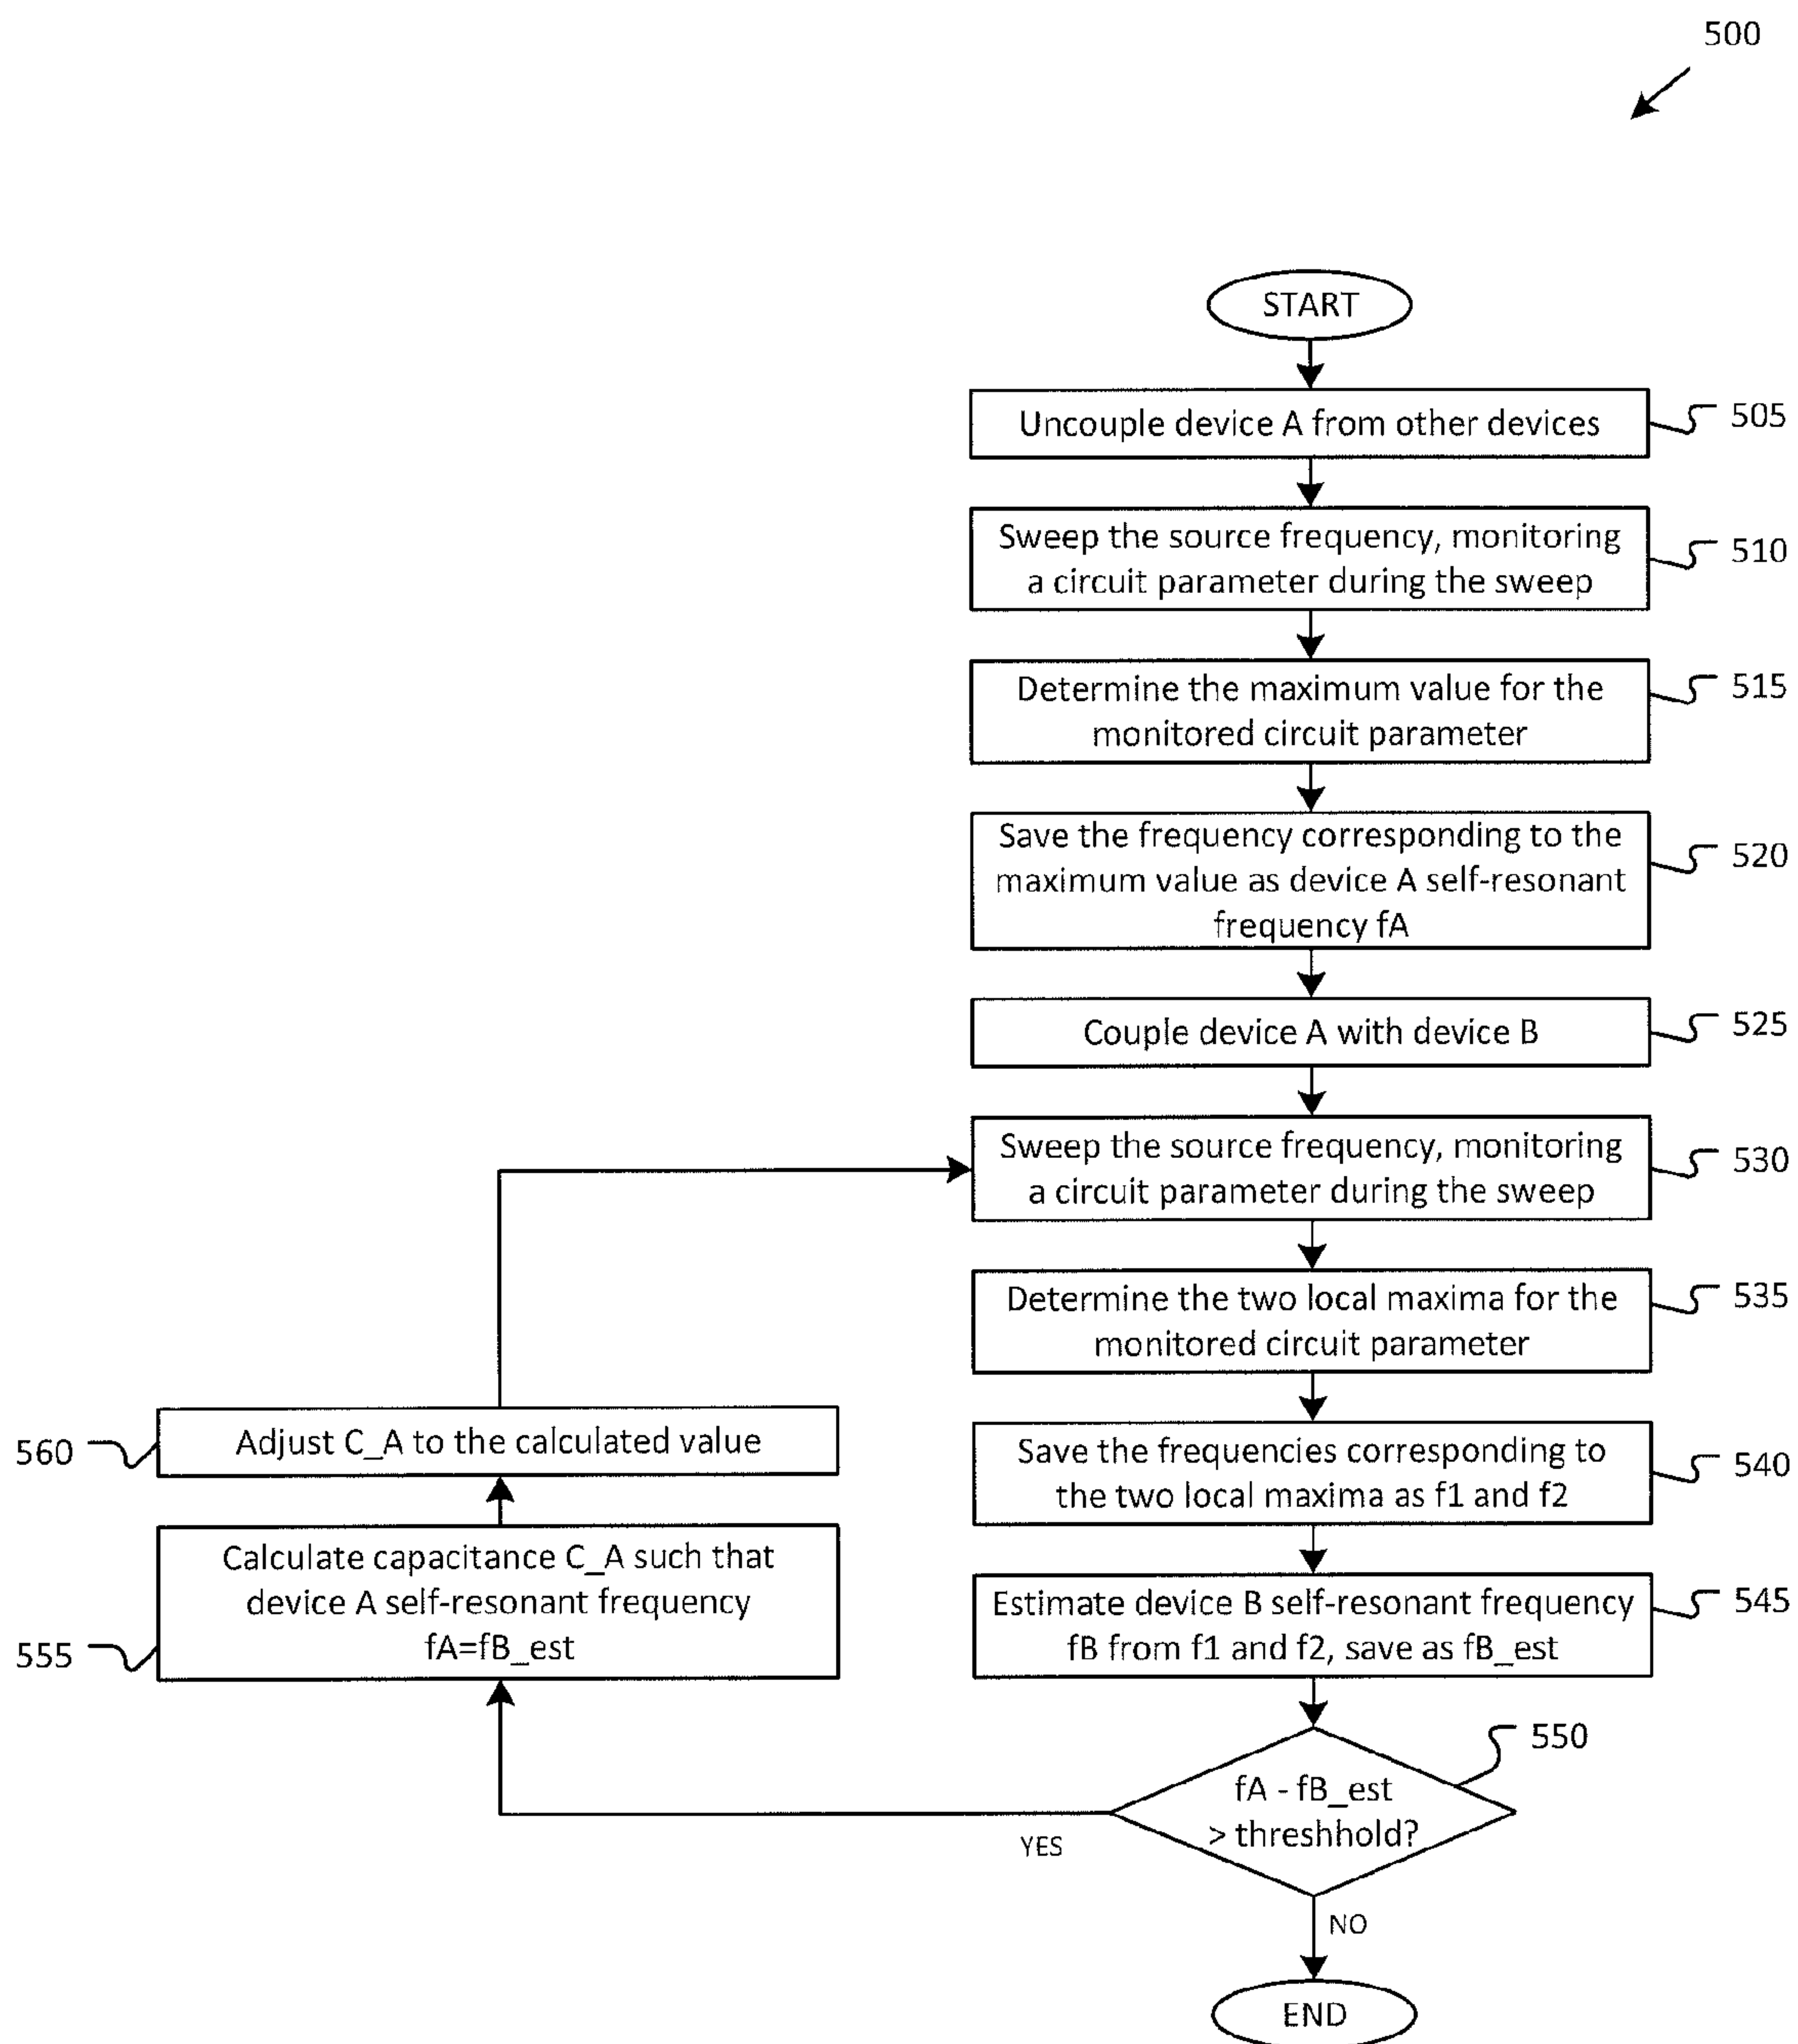 500
START
Uncouple device A from other devices
505
Sweep the source frequency, monitoring
a circuit parameter during the sweep
510
Determine the maximum value for the
monitored circuit parameter
515
Save the frequency corresponding to the
maximum value as device A self-resonant
frequency fA
520
Couple device A with device B
525
Sweep the source frequency, monitoring
a circuit parameter during the sweep
530
Determine the two local maxima for the
monitored circuit parameter
535
Save the frequencies corresponding to
the two local maxima as f1 and f2
540
Estimate device B self-resonant frequency
fB from f1 and f2, save as fB_est
545
fA - fB_est
> threshhold?
550
YES
NO
Calculate capacitance C_A such that
device A self-resonant frequency
fA=fB_est
555
Adjust C_A to the calculated value
560
END